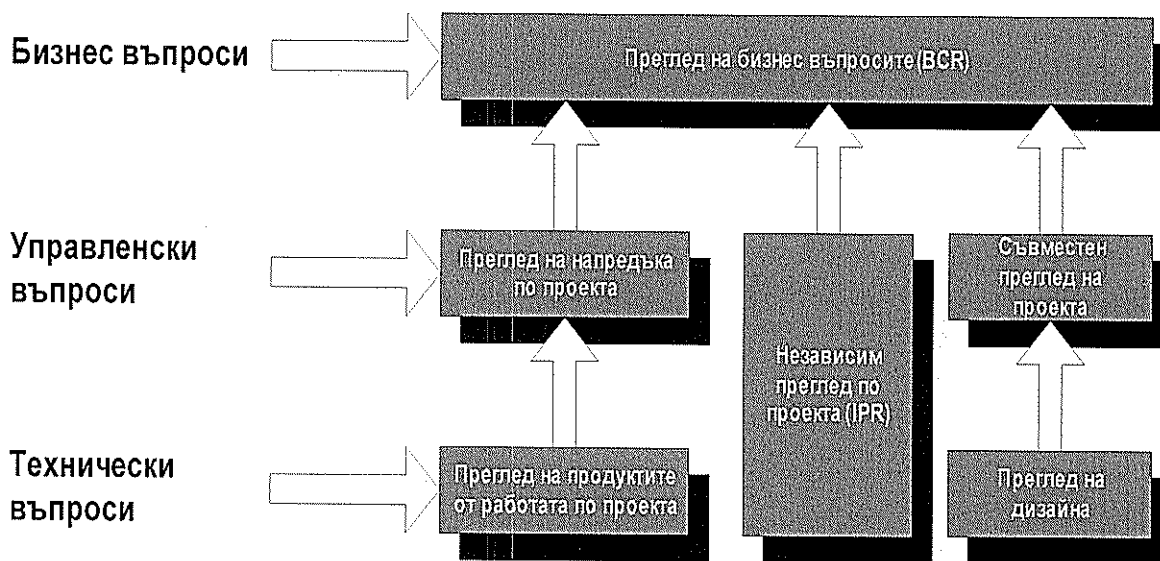 Бизнес въпроси
Преглед на бизнес въпросите (BCR)
Управленски
въпроси
Преглед на напредъка
по проекта
Съвместен
преглед на
проекта
Независим
преглед по
проекта (IPR)
Технически
въпроси
Преглед на продуктите
от работата по проекта
Преглед на
дизайна